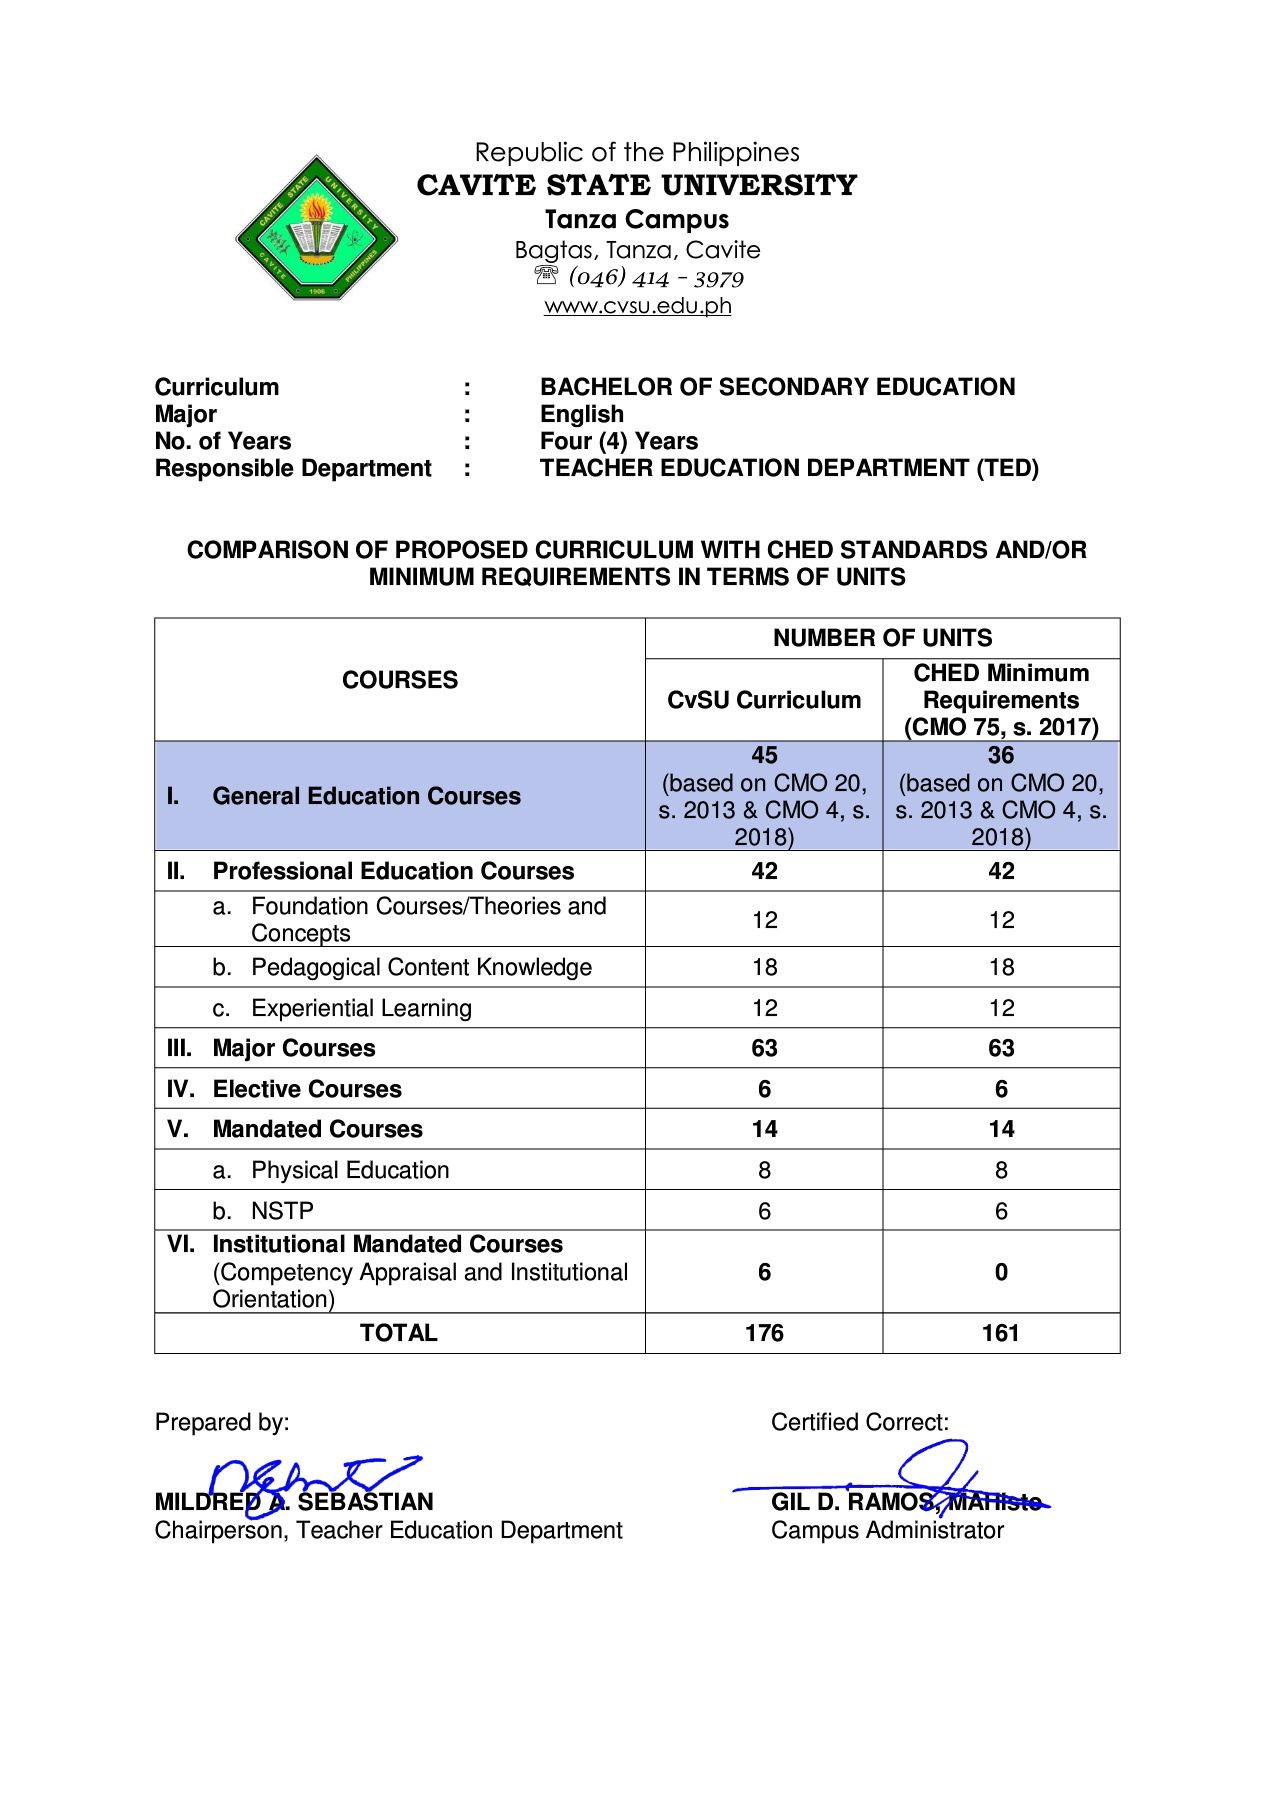 Republic of the Philippines
CAVITE STATE UNIVERSITY
Tanza Campus
Bagtas, Tanza, Cavite
☏ (046) 414 – 3979
www.cvsu.edu.ph
CAVITE STATE UNIVERSITY
CAVITE PHILIPPINES
1906
Curriculum : BACHELOR OF SECONDARY EDUCATION
Major : English
No. of Years : Four (4) Years
Responsible Department : TEACHER EDUCATION DEPARTMENT (TED)
COMPARISON OF PROPOSED CURRICULUM WITH CHED STANDARDS AND/OR
MINIMUM REQUIREMENTS IN TERMS OF UNITS
COURSES
NUMBER OF UNITS
CvSU Curriculum
CHED Minimum
Requirements
(CMO 75, s. 2017)
I. General Education Courses
45
(based on CMO 20,
s. 2013 & CMO 4, s.
2018)
36
(based on CMO 20,
s. 2013 & CMO 4, s.
2018)
II. Professional Education Courses 42 42
a. Foundation Courses/Theories and
Concepts
12 12
b. Pedagogical Content Knowledge 18 18
c. Experiential Learning 12 12
III. Major Courses 63 63
IV. Elective Courses 6 6
V. Mandated Courses 14 14
a. Physical Education 8 8
b. NSTP 6 6
VI. Institutional Mandated Courses
(Competency Appraisal and Institutional
Orientation)
6 0
TOTAL 176 161
Prepared by: Certified Correct:
MILDRED A. SEBASTIAN GIL D. RAMOS, MAHisto
Chairperson, Teacher Education Department Campus Administrator